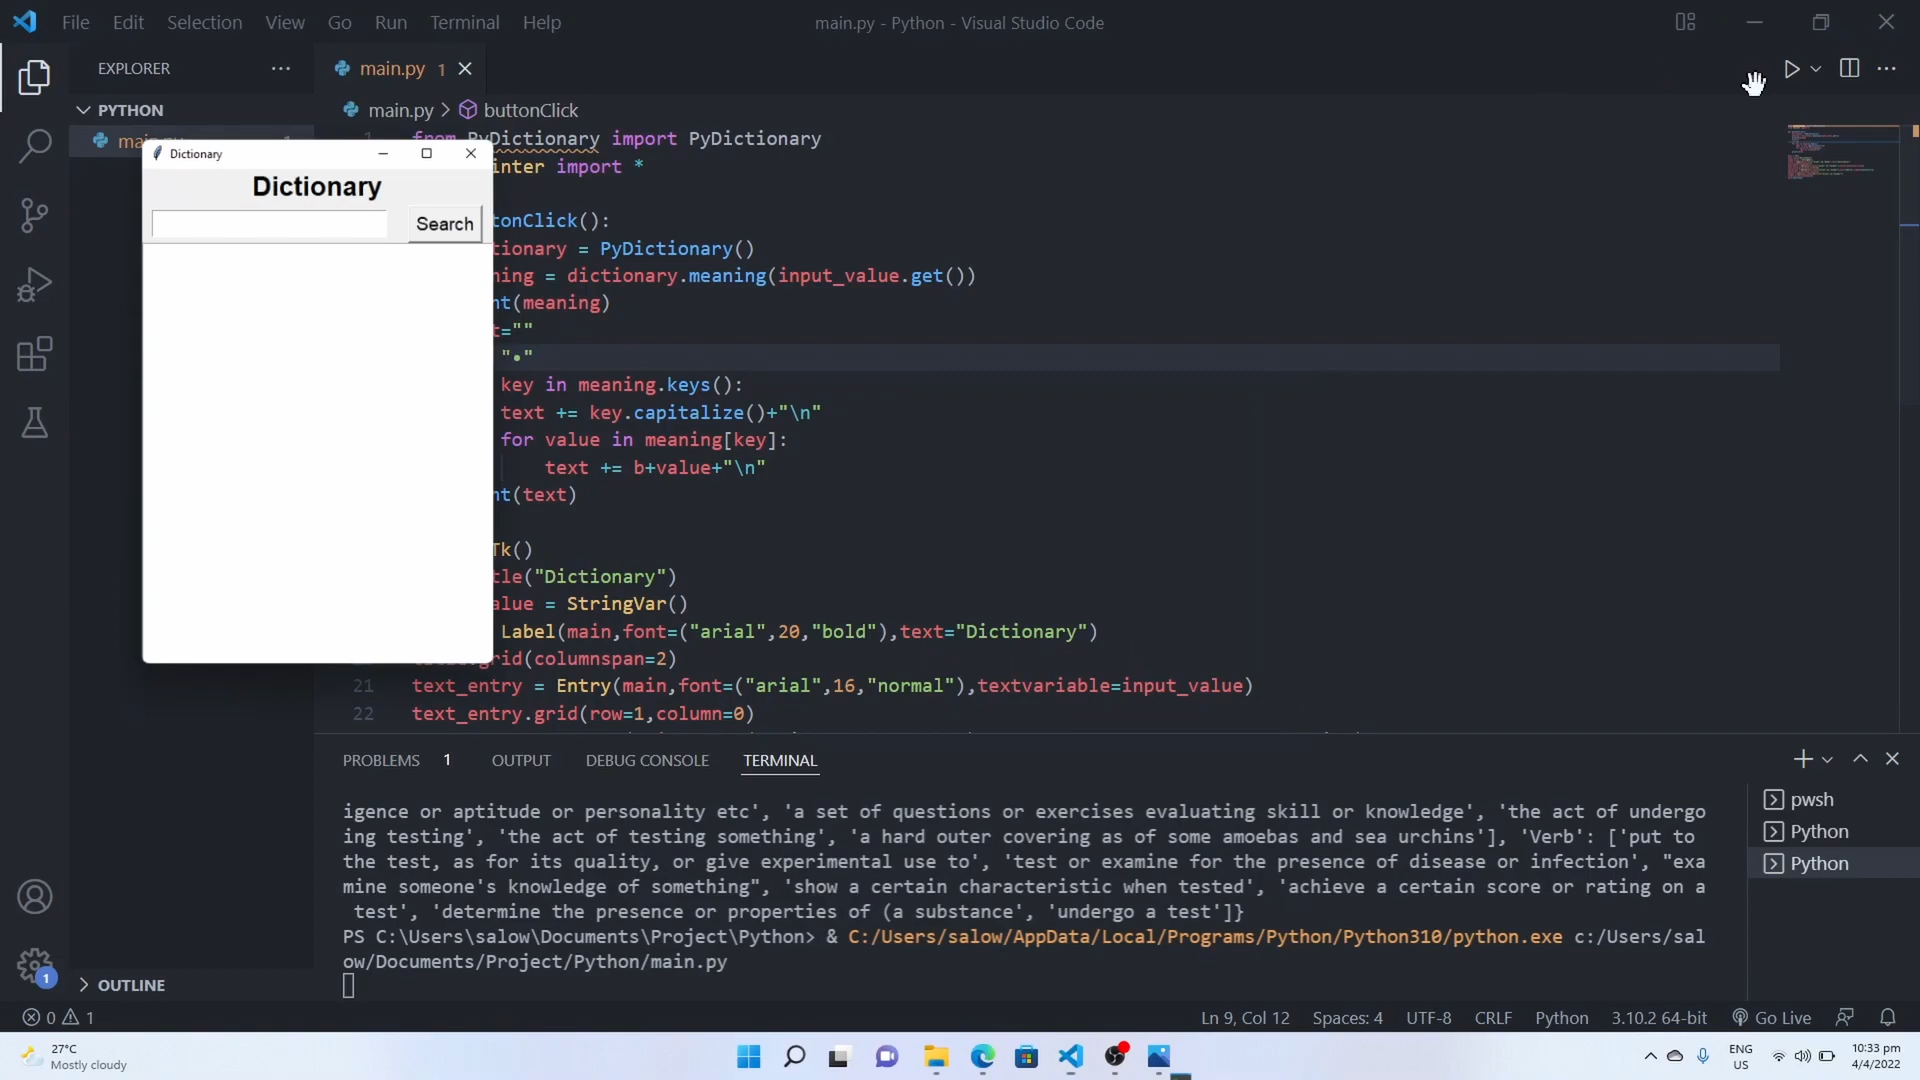 File Edit Selection View Go Run Terminal Help
main.py - Python - Visual Studio Code
EXPLORER
main.py 1
PYTHON
main.py > buttonClick
Dictionary
Dictionary
Search
1 from PyDictionary import PyDictionary
inter import *
tonClick():
tionary = PyDictionary()
ning = dictionary.meaning(input_value.get())
nt(meaning)
t=""
"•"
key in meaning.keys():
text += key.capitalize()+"\n"
for value in meaning[key]:
text += b+value+"\n"
nt(text)
Tk()
tle("Dictionary")
alue = StringVar()
Label(main,font=("arial",20,"bold"),text="Dictionary")
grid(columnspan=2)
21 text_entry = Entry(main,font=("arial",16,"normal"),textvariable=input_value)
22 text_entry.grid(row=1,column=0)
PROBLEMS 1 OUTPUT DEBUG CONSOLE TERMINAL
igence or aptitude or personality etc', 'a set of questions or exercises evaluating skill or knowledge', 'the act of undergo
ing testing', 'the act of testing something', 'a hard outer covering as of some amoebas and sea urchins'], 'Verb': ['put to
the test, as for its quality, or give experimental use to', 'test or examine for the presence of disease or infection', "exa
mine someone's knowledge of something", 'show a certain characteristic when tested', 'achieve a certain score or rating on a
test', 'determine the presence or properties of (a substance', 'undergo a test']}
PS C:\Users\salow\Documents\Project\Python> & C:/Users/salow/AppData/Local/Programs/Python/Python310/python.exe c:/Users/sal
ow/Documents/Project/Python/main.py
pwsh
Python
Python
OUTLINE
1
0 1
Ln 9, Col 12 Spaces: 4 UTF-8 CRLF Python 3.10.2 64-bit Go Live
27°C
Mostly cloudy
ENG
US
10:33 pm
4/4/2022